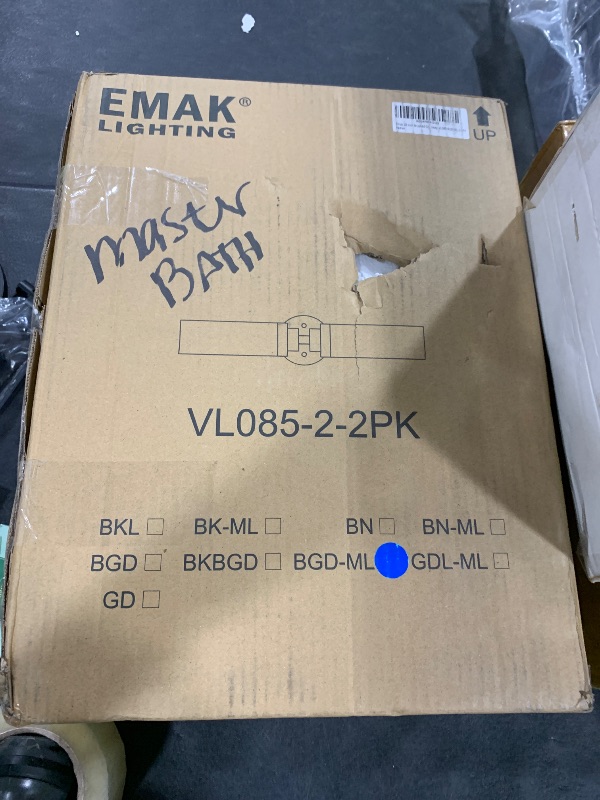 EMAK®
LIGHTING
UP
mastr
BATH
VL085-2-2PK
BKL BK-ML BN BN-ML
BGD BKBGD BGD-ML GDL-ML
GD